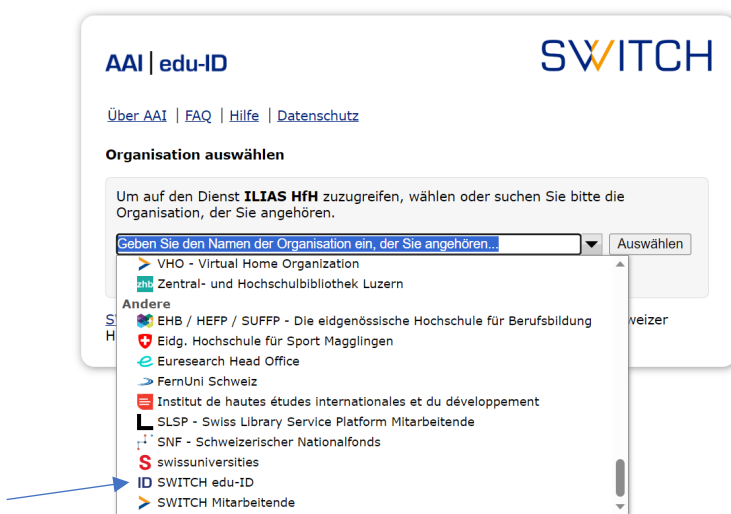 AAI | edu-ID
SWITCH
Über AAI | FAQ | Hilfe | Datenschutz
Organisation auswählen
Um auf den Dienst ILIAS HfH zuzugreifen, wählen oder suchen Sie bitte die
Organisation, der Sie angehören.
Geben Sie den Namen der Organisation ein, der Sie angehören... Auswählen
VHO - Virtual Home Organization
zhb Zentral- und Hochschulbibliothek Luzern
Andere
EHB / HEFP / SUFFP - Die eidgenössische Hochschule für Berufsbildung
Eidg. Hochschule für Sport Magglingen
Euresearch Head Office
FernUni Schweiz
Institut de hautes études internationales et du développement
SLSP - Swiss Library Service Platform Mitarbeitende
SNF - Schweizerischer Nationalfonds
S swissuniversities
ID SWITCH edu-ID
SWITCH Mitarbeitende